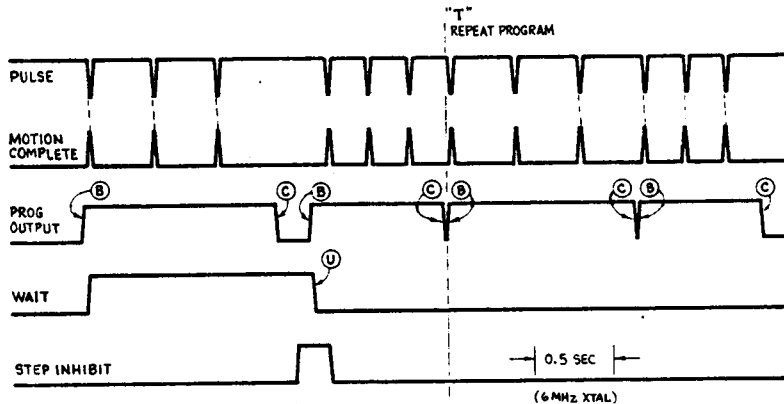 "T"
REPEAT PROGRAM
PULSE
MOTION
COMPLETE
B C B C B C B C
PROG
OUTPUT
U
WAIT
0.5 SEC
STEP INHIBIT
(6MHz XTAL)